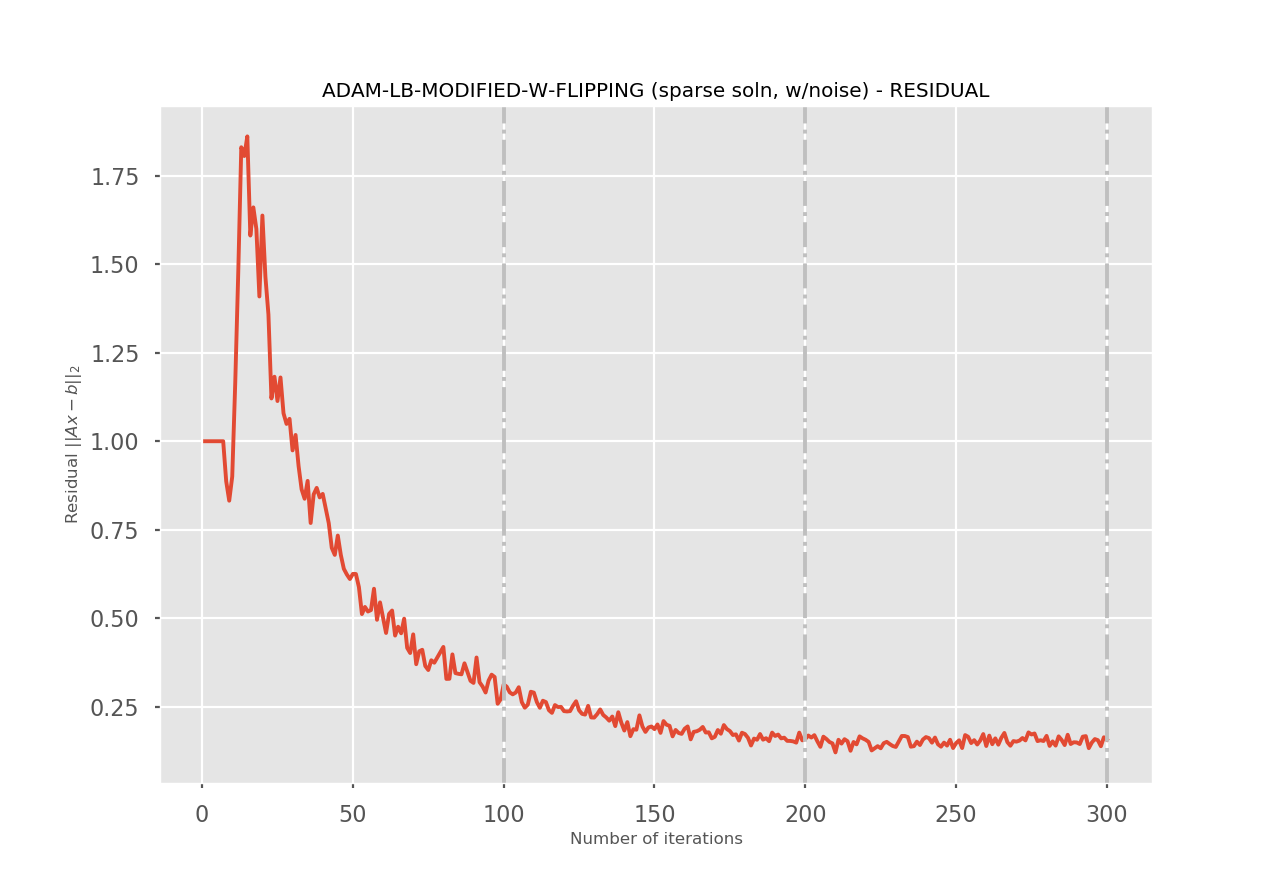 ADAM-LB-MODIFIED-W-FLIPPING (sparse soln, w/noise) - RESIDUAL
1.75
1.50
1.25
1.00
0.75
0.50
0.25
Residual ||Ax − b||₂
0 50 100 150 200 250 300
Number of iterations